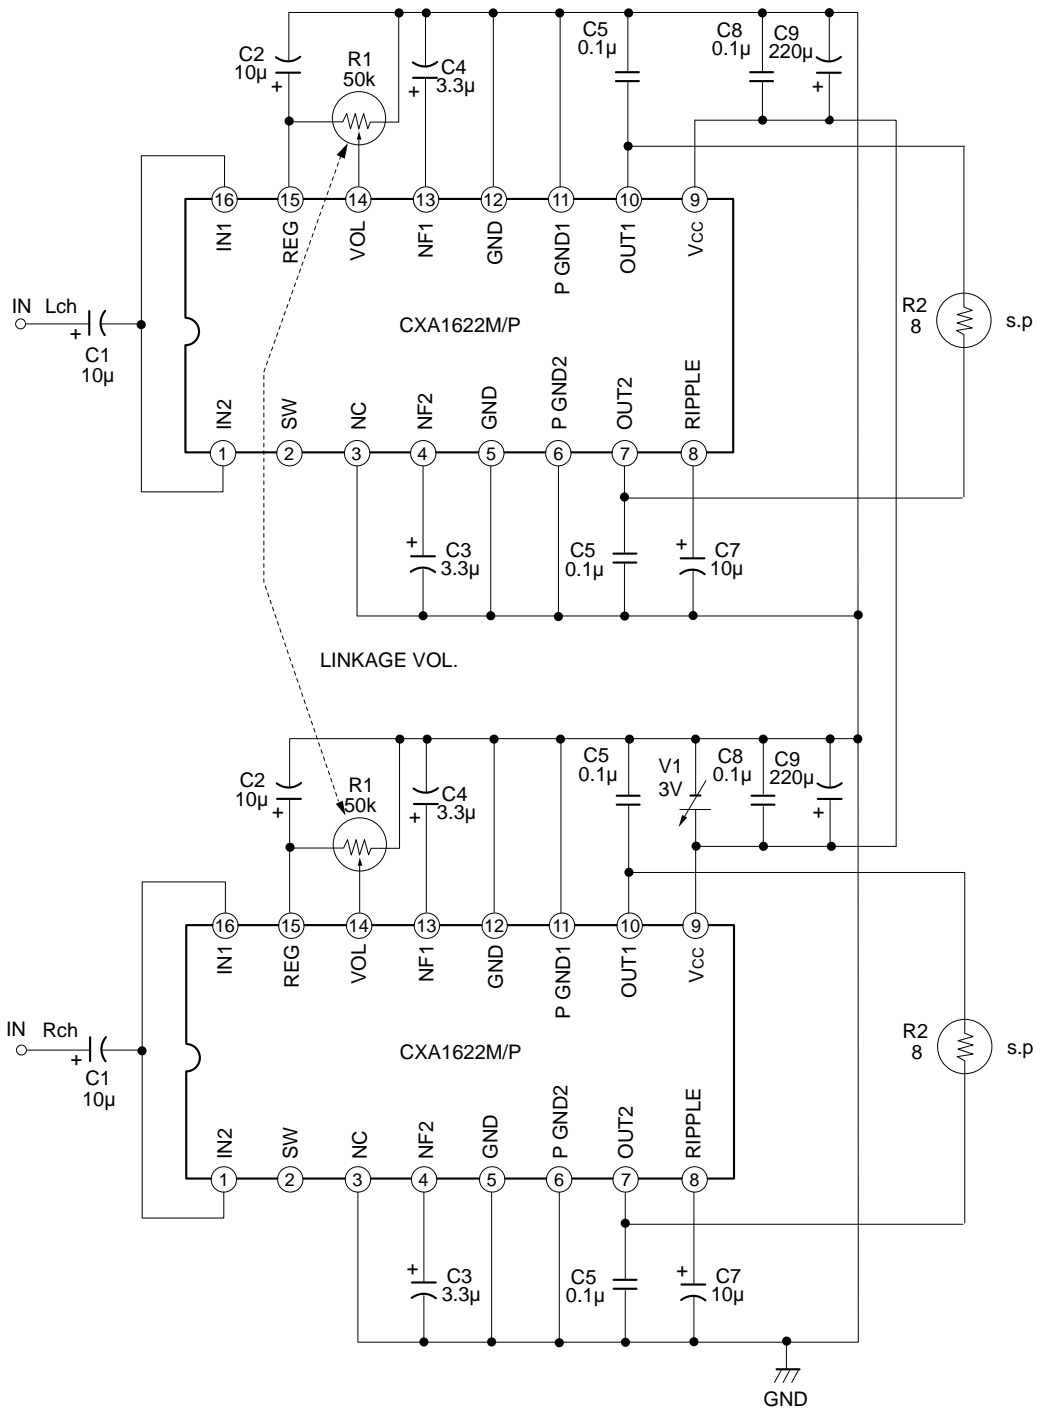 C2
10µ
+
R1
50k
C4
3.3µ
+
C5
0.1µ
C8
0.1µ
C9
220µ
+
16
15
14
13
12
11
10
9
IN1
REG
VOL
NF1
GND
P GND1
OUT1
Vcc
IN
Lch
+
C1
10µ
CXA1622M/P
R2
8
s.p
IN2
SW
NC
NF2
GND
P GND2
OUT2
RIPPLE
1
2
3
4
5
6
7
8
+
C3
3.3µ
C5
0.1µ
+
C7
10µ
LINKAGE VOL.
C2
10µ
+
R1
50k
C4
3.3µ
+
C5
0.1µ
V1
3V
C8
0.1µ
C9
220µ
+
16
15
14
13
12
11
10
9
IN1
REG
VOL
NF1
GND
P GND1
OUT1
Vcc
IN
Rch
+
C1
10µ
CXA1622M/P
R2
8
s.p
IN2
SW
NC
NF2
GND
P GND2
OUT2
RIPPLE
1
2
3
4
5
6
7
8
+
C3
3.3µ
C5
0.1µ
+
C7
10µ
GND